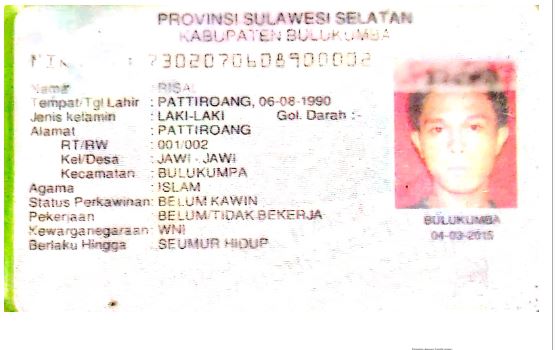 PROVINSI SULAWESI SELATAN
KABUPATEN BULUKUMBA
NIK : 7302070608900002
Nama : RISAL
Tempat/Tgl Lahir : PATTIROANG, 06-08-1990
Jenis kelamin : LAKI-LAKI Gol. Darah :-
Alamat : PATTIROANG
RT/RW : 001/002
Kel/Desa : JAWI - JAWI
Kecamatan : BULUKUMPA
Agama : ISLAM
Status Perkawinan: BELUM KAWIN
Pekerjaan : BELUM/TIDAK BEKERJA
Kewarganegaraan: WNI
Berlaku Hingga : SEUMUR HIDUP
BULUKUMBA
04-03-2016